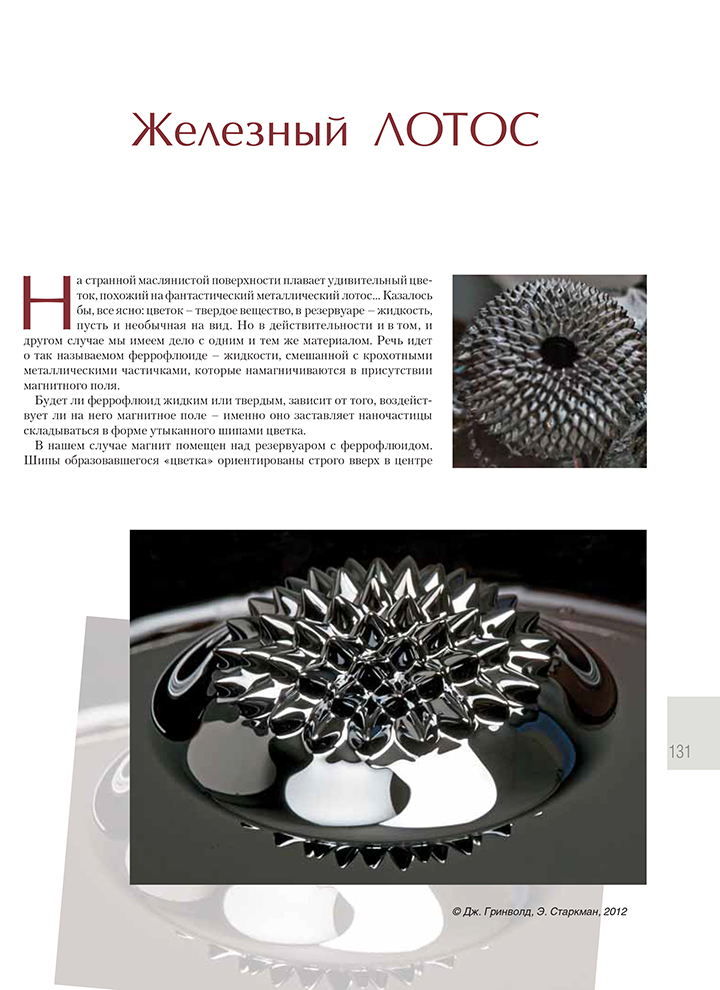 Железный ЛОТОС
На странной маслянистой поверхности плавает удивительный цве-
ток, похожий на фантастический металлический лотос... Казалось
бы, все ясно: цветок – твердое вещество, в резервуаре – жидкость,
пусть и необычная на вид. Но в действительности и в том, и
другом случае мы имеем дело с одним и тем же материалом. Речь идет
о так называемом феррофлюиде – жидкости, смешанной с крохотными
металлическими частичками, которые намагничиваются в присутствии
магнитного поля.
Будет ли феррофлюид жидким или твердым, зависит от того, воздейст-
вует ли на него магнитное поле – именно оно заставляет наночастицы
складываться в форме утыканного шипами цветка.
В нашем случае магнит помещен над резервуаром с феррофлюидом.
Шипы образовавшегося «цветка» ориентированы строго вверх в центре
131
© Дж. Гринволд, Э. Старкман, 2012